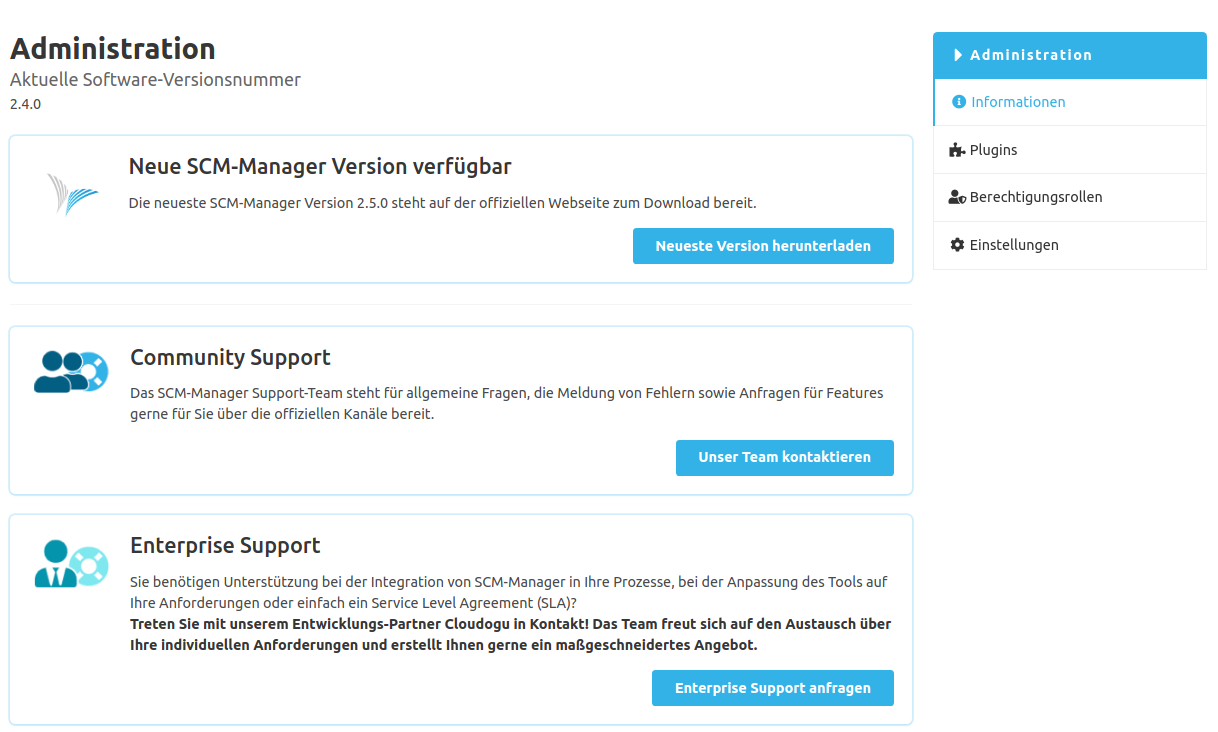 Administration
Aktuelle Software-Versionsnummer
2.4.0
Neue SCM-Manager Version verfügbar
Die neueste SCM-Manager Version 2.5.0 steht auf der offiziellen Webseite zum Download bereit.
Neueste Version herunterladen
Community Support
Das SCM-Manager Support-Team steht für allgemeine Fragen, die Meldung von Fehlern sowie Anfragen für Features
gerne für Sie über die offiziellen Kanäle bereit.
Unser Team kontaktieren
Enterprise Support
Sie benötigen Unterstützung bei der Integration von SCM-Manager in Ihre Prozesse, bei der Anpassung des Tools auf
Ihre Anforderungen oder einfach ein Service Level Agreement (SLA)?
Treten Sie mit unserem Entwicklungs-Partner Cloudogu in Kontakt! Das Team freut sich auf den Austausch über
Ihre individuellen Anforderungen und erstellt Ihnen gerne ein maßgeschneidertes Angebot.
Enterprise Support anfragen
Administration
Informationen
Plugins
Berechtigungsrollen
Einstellungen